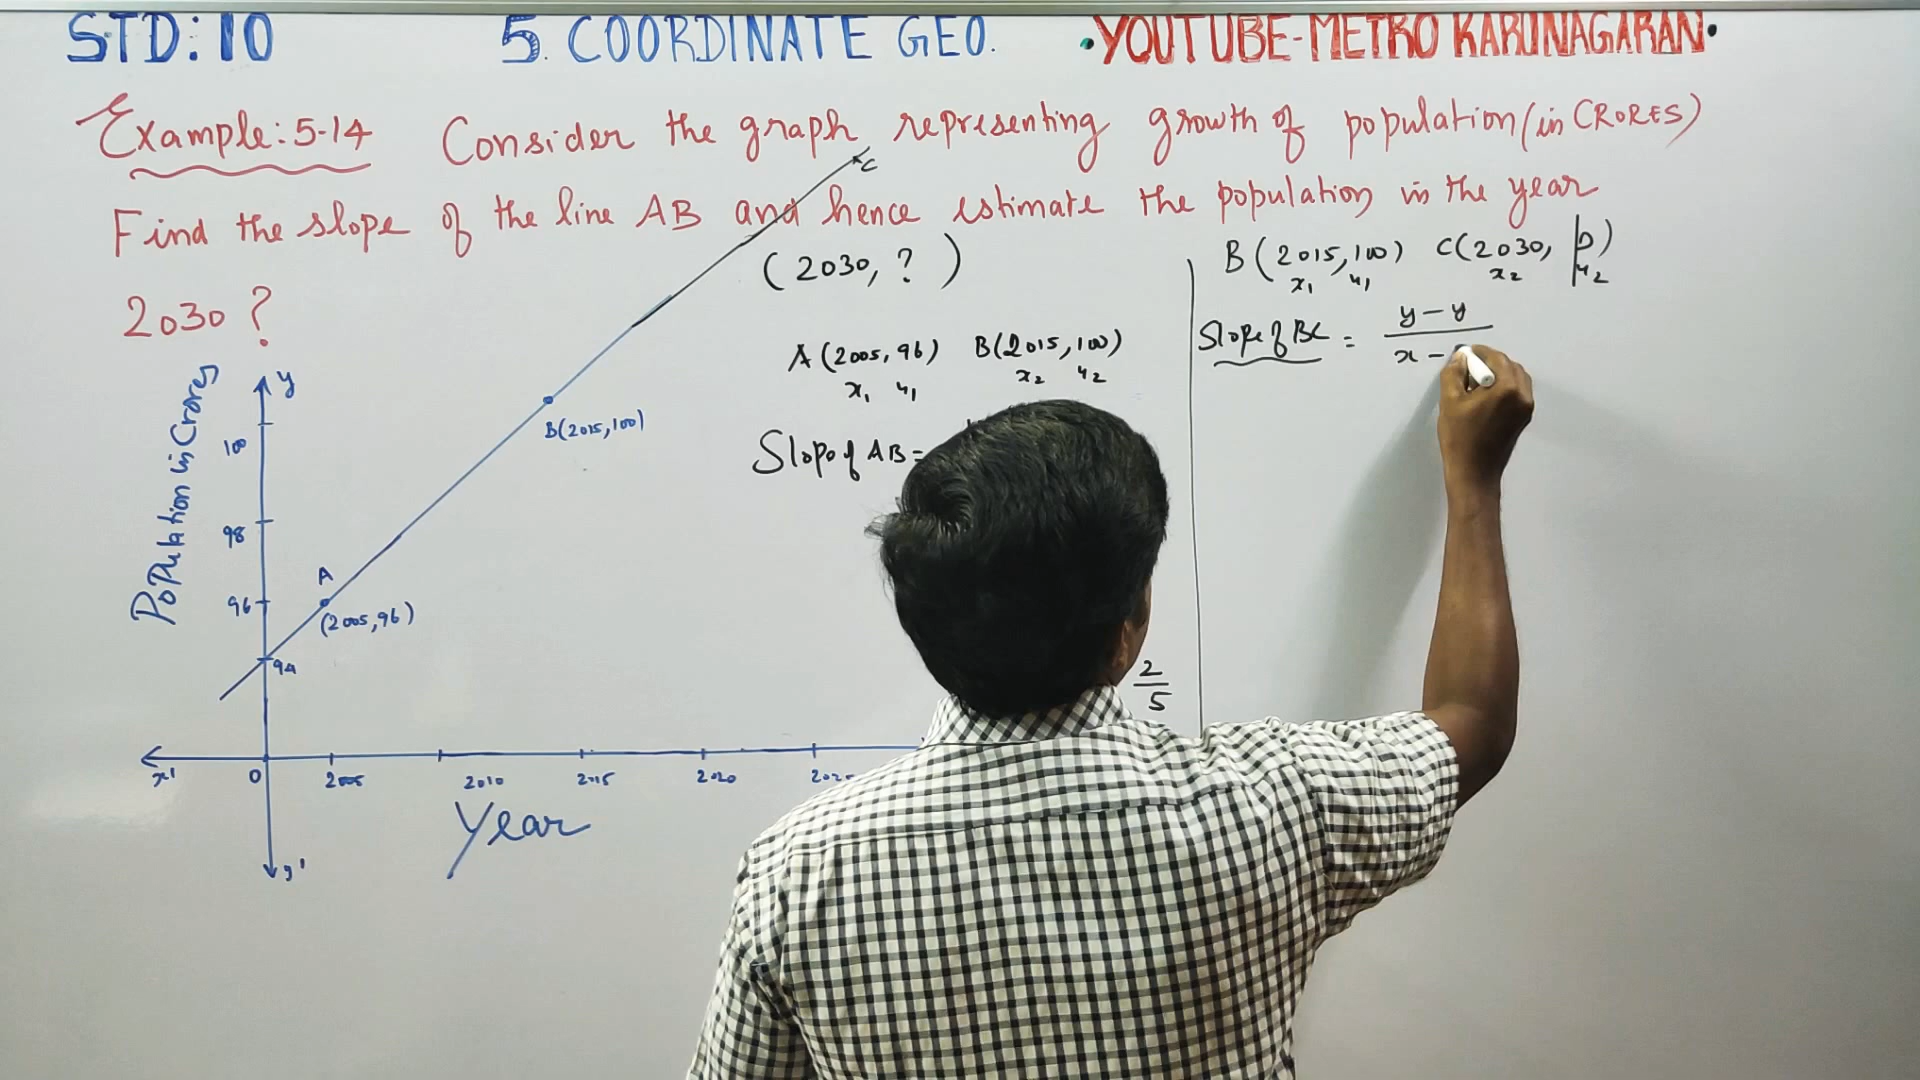 STD: 10 5. COORDINATE GEO. •YOUTUBE-METRO KARUNAGARAN•
Example: 5-14 Consider the graph representing growth of population (in CRORES)
Find the slope of the line AB and hence estimate the population in the year
2030 ?
C
(2030, ?)
A (2005, 96) B(2015, 100)
x₁ y₁ x₂ y₂
Slope of AB =
2
5
B (2015, 100) C(2030, p)
x₁ y₁ x₂ y₂
Slope of BC = y - y
x -
Population in Crores
y
100
98
96
94
B(2015, 100)
A
(2005, 96)
x' 0 2005 2010 2015 2020
Year
y'